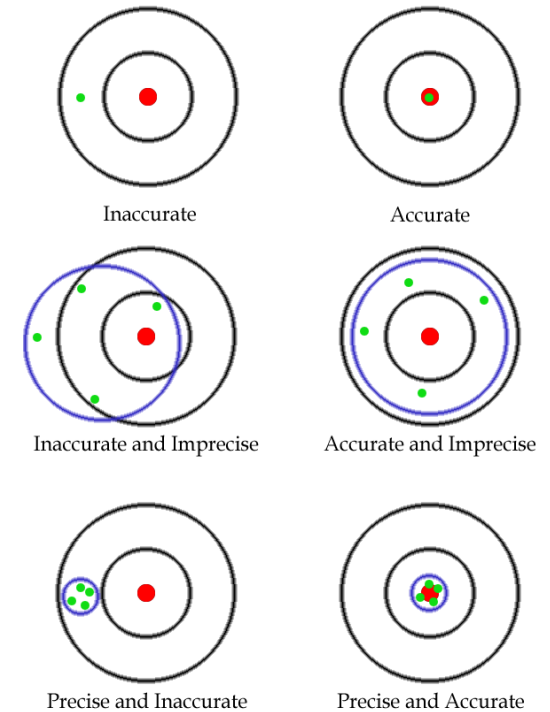 Inaccurate
Accurate
Inaccurate and Imprecise
Accurate and Imprecise
Precise and Inaccurate
Precise and Accurate